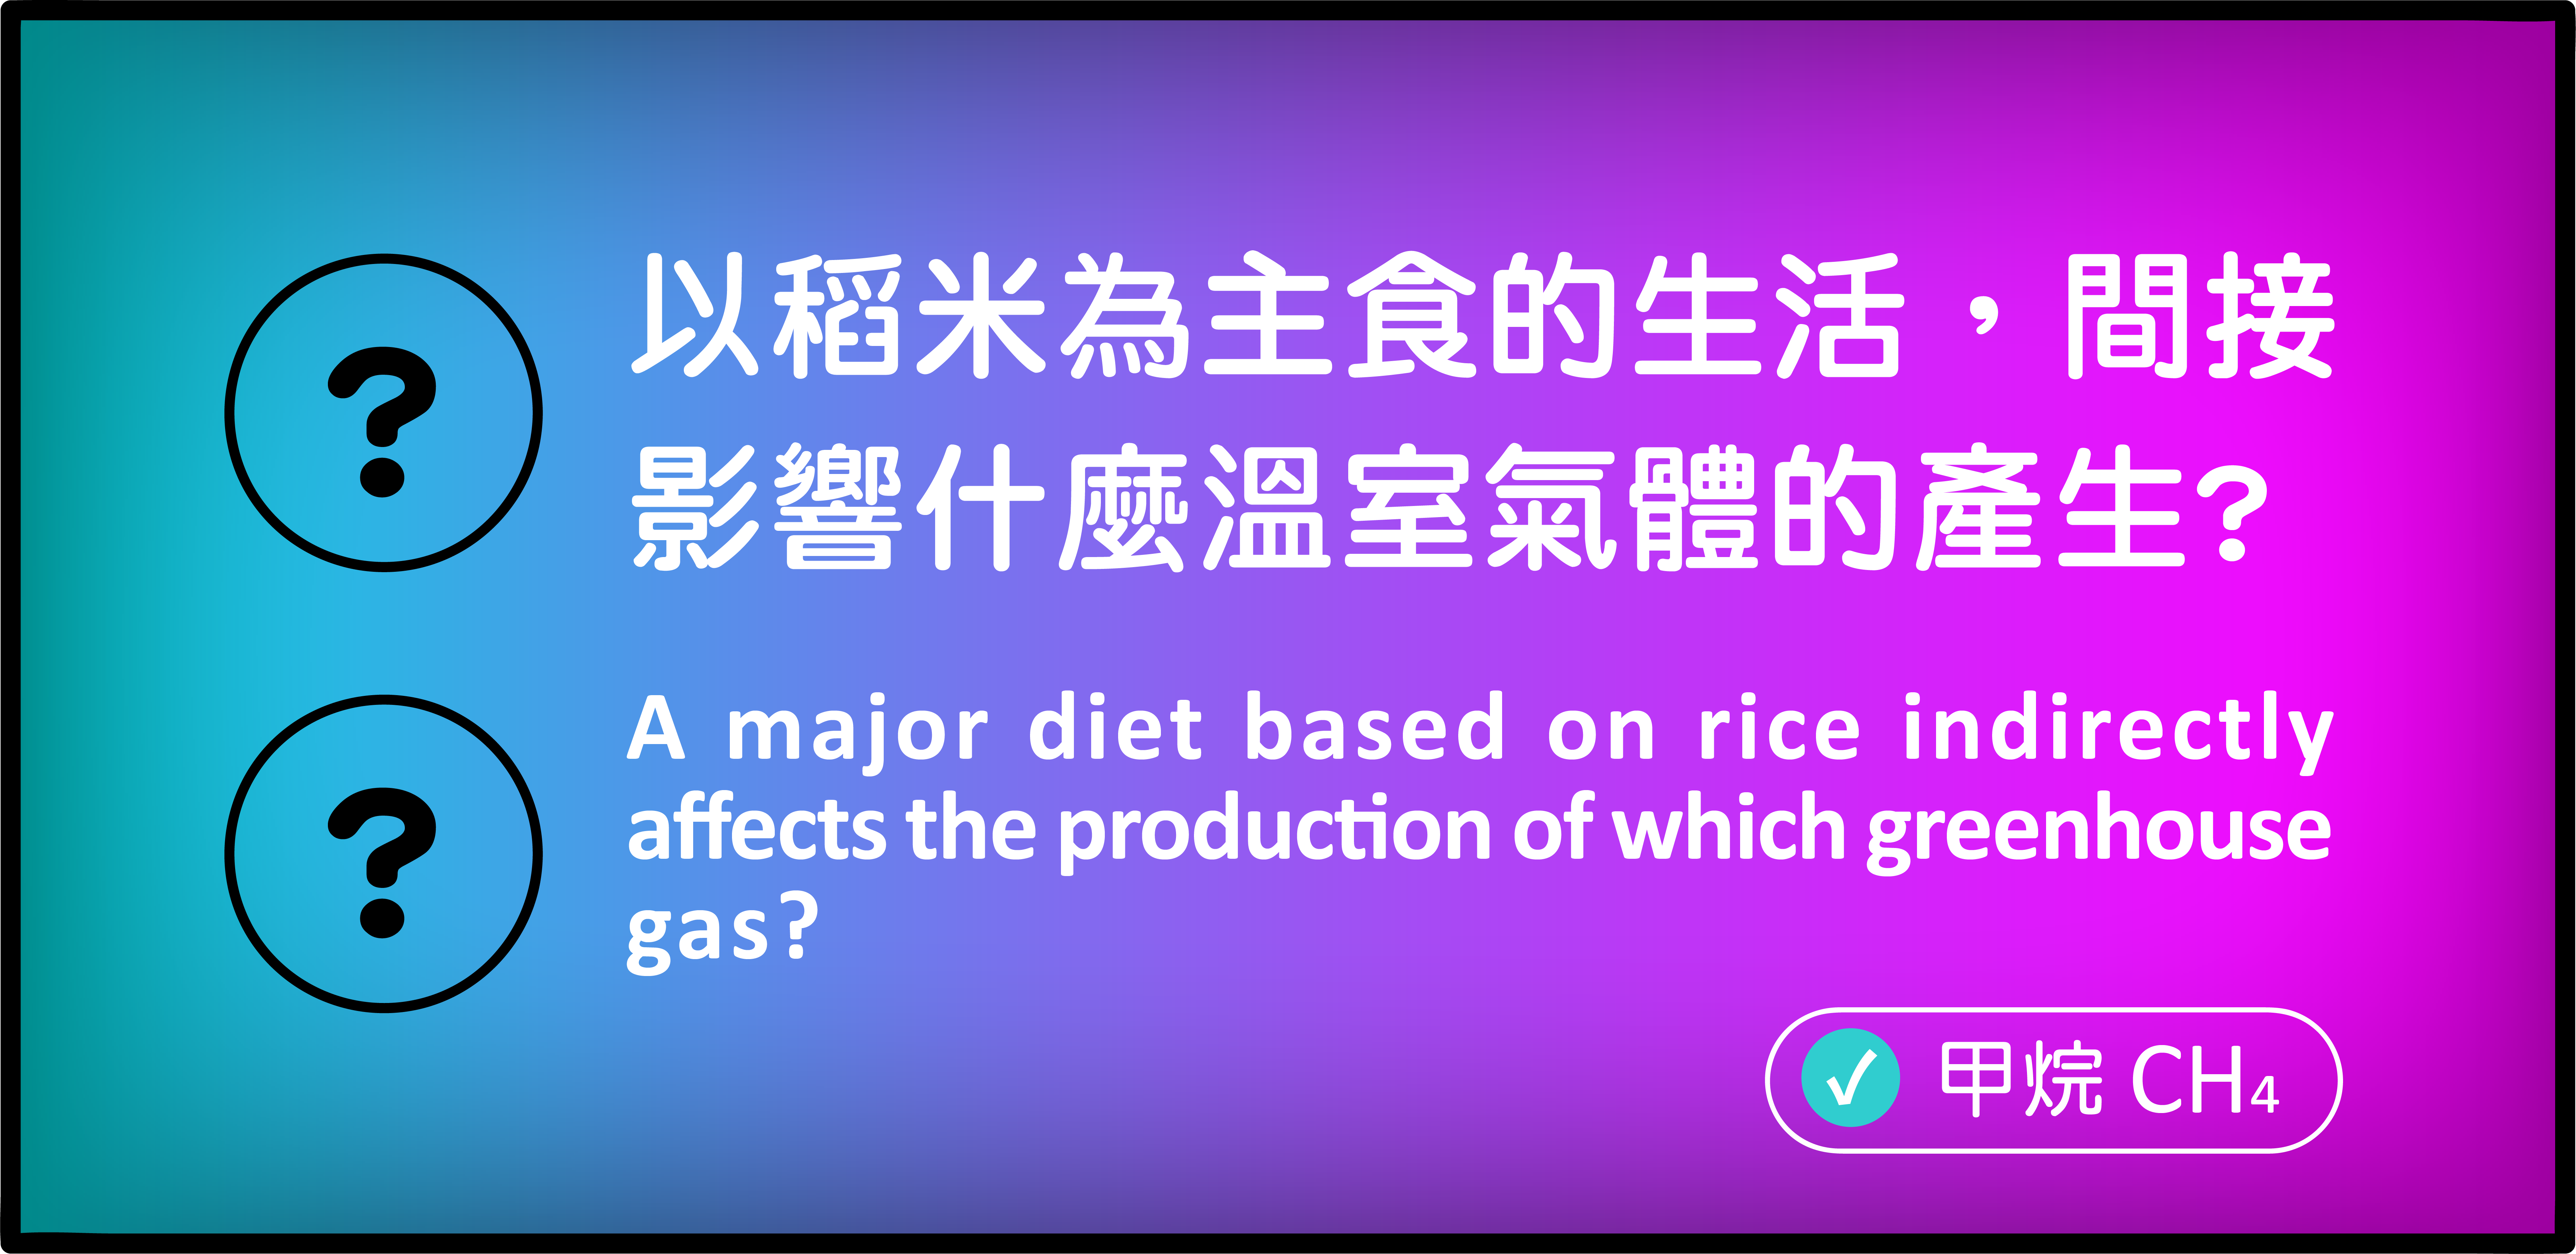 以稻米為主食的生活，間接
影響什麼溫室氣體的產生?
A major diet based on rice indirectly
affects the production of which greenhouse
gas?
甲烷 CH₄